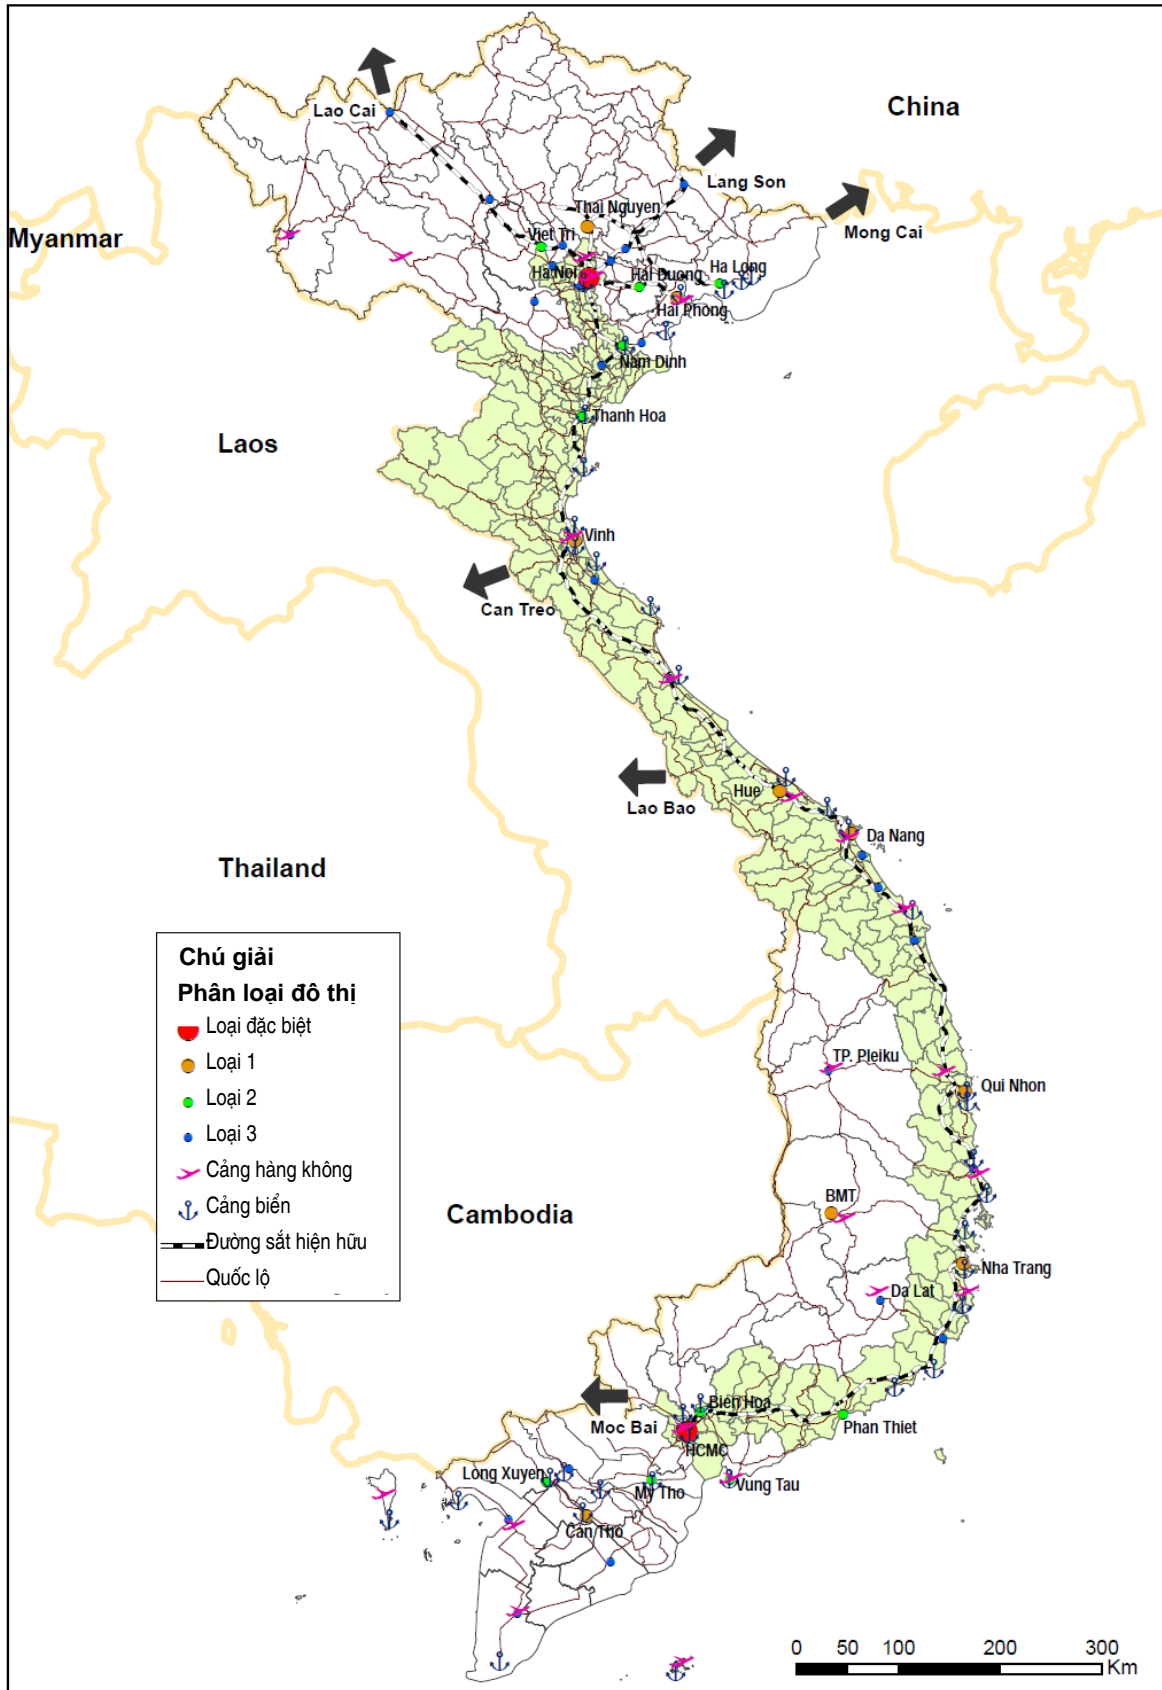 China
Lao Cai
Lang Son
Thai Nguyen
Mong Cai
Myanmar
Viet Tri
Ha Noi
Hai Duong
Ha Long
Hai Phong
Nam Dinh
Thanh Hoa
Laos
Vinh
Can Treo
Lao Bao
Hue
Da Nang
Thailand
Chú giải
Phân loại đô thị
Loại đặc biệt
Loại 1
Loại 2
Loại 3
Cảng hàng không
Cảng biển
Đường sắt hiện hữu
Quốc lộ
TP. Pleiku
Qui Nhon
BMT
Cambodia
Nha Trang
Da Lat
Bien Hoa
Moc Bai
HCMC
Phan Thiet
Long Xuyen
My Tho
Vung Tau
Can Tho
0 50 100 200 300
Km